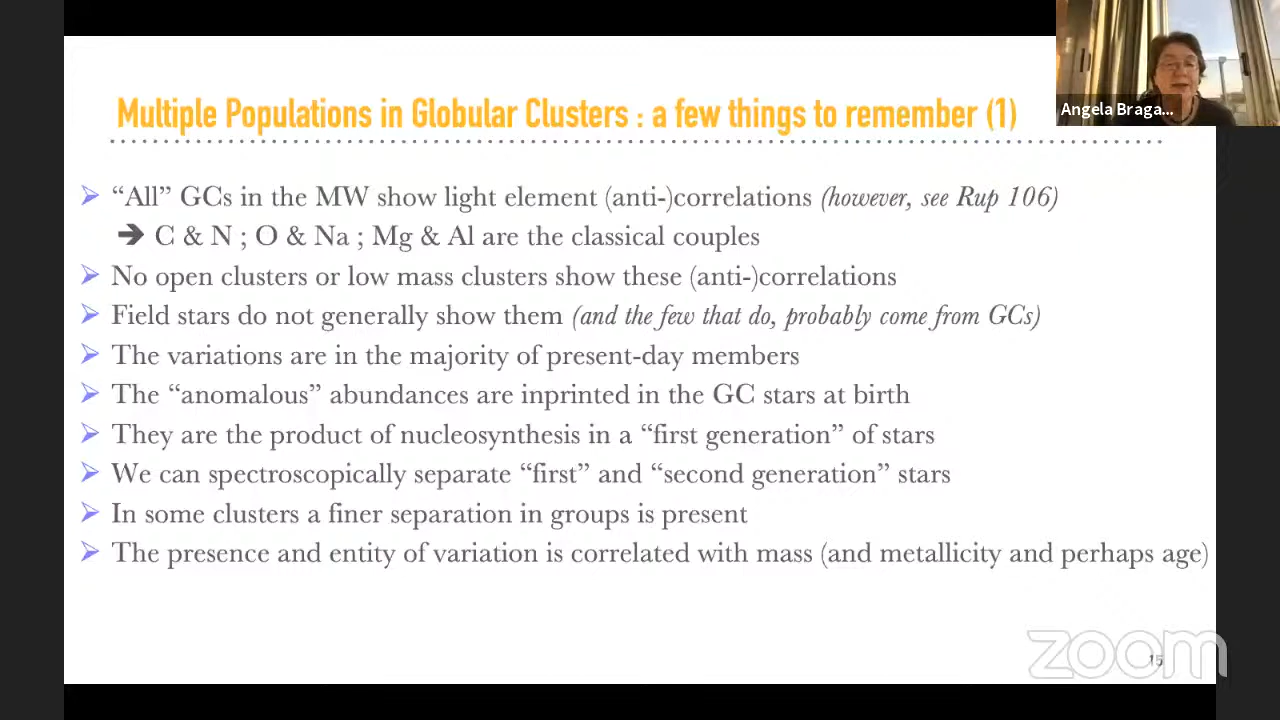 Multiple Populations in Globular Clusters : a few things to remember (1)
Angela Braga...
➢ “All” GCs in the MW show light element (anti-)correlations (however, see Rup 106)
➔ C & N ; O & Na ; Mg & Al are the classical couples
➢ No open clusters or low mass clusters show these (anti-)correlations
➢ Field stars do not generally show them (and the few that do, probably come from GCs)
➢ The variations are in the majority of present-day members
➢ The “anomalous” abundances are inprinted in the GC stars at birth
➢ They are the product of nucleosynthesis in a “first generation” of stars
➢ We can spectroscopically separate “first” and “second generation” stars
➢ In some clusters a finer separation in groups is present
➢ The presence and entity of variation is correlated with mass (and metallicity and perhaps age)
zoom
15